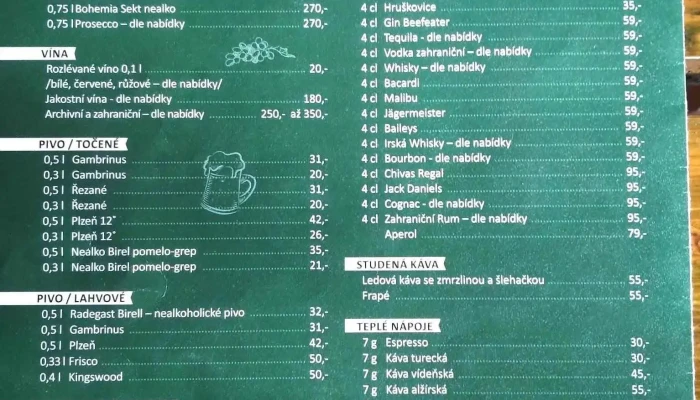 0,75 l Bohemia Sekt nealko 270,-
0,75 l Prosecco – dle nabídky 270,-
VÍNA
Rozlévané víno 0,1 l 20,-
/bílé, červené, růžové – dle nabídky/
Jakostní vína - dle nabídky 180,-
Archivní a zahraniční – dle nabídky 250,- až 350,-
PIVO / TOČENÉ
0,5 l Gambrinus 31,-
0,3 l Gambrinus 20,-
0,5 l Řezané 31,-
0,3 l Řezané 20,-
0,5 l Plzeň 12° 42,-
0,3 l Plzeň 12° 26,-
0,5 l Nealko Birel pomelo-grep 35,-
0,3 l Nealko Birel pomelo-grep 21,-
PIVO / LAHVOVÉ
0,5 l Radegast Birell – nealkoholické pivo 32,-
0,5 l Gambrinus 31,-
0,5 l Plzeň 42,-
0,33 l Frisco 50,-
0,4 l Kingswood 50,-
4 cl Hruškovice 35,-
4 cl Gin Beefeater 59,-
4 cl Tequila - dle nabídky 59,-
4 cl Vodka zahraniční – dle nabídky 59,-
4 cl Whisky – dle nabídky 59,-
4 cl Bacardi 59,-
4 cl Malibu 59,-
4 cl Jägermeister 59,-
4 cl Baileys 59,-
4 cl Irská Whisky – dle nabídky 59,-
4 cl Bourbon - dle nabídky 59,-
4 cl Chivas Regal 95,-
4 cl Jack Daniels 95,-
4 cl Cognac - dle nabídky 95,-
4 cl Zahraniční Rum – dle nabídky 95,-
Aperol 79,-
STUDENÁ KÁVA
Ledová káva se zmrzlinou a šlehačkou 55,-
Frapé 55,-
TEPLÉ NÁPOJE
7 g Espresso 30,-
7 g Káva turecká 30,-
7 g Káva vídeňská 45,-
7 g Káva alžírská 55,-